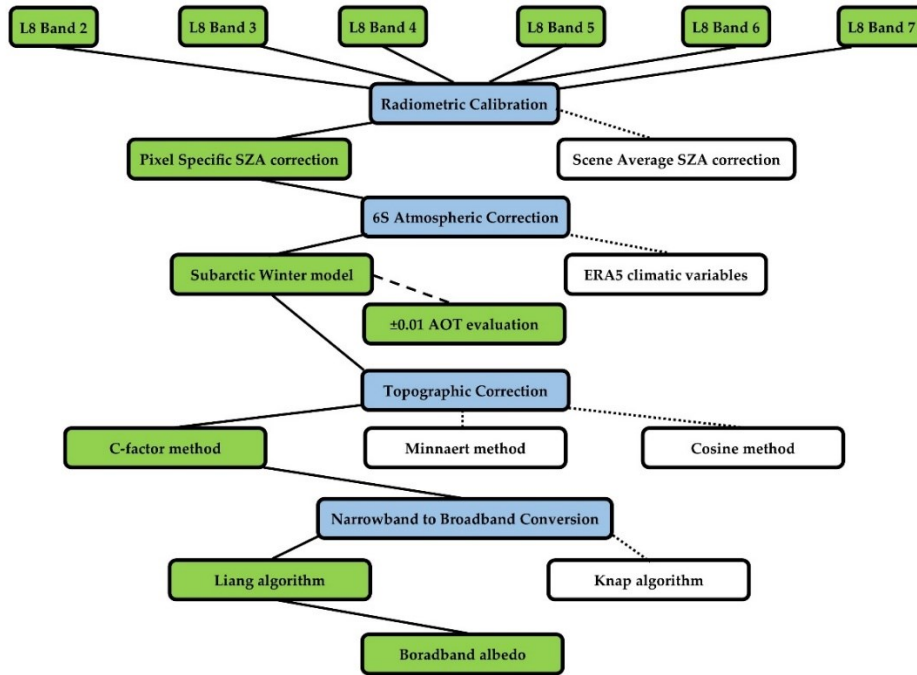 L8 Band 2
L8 Band 3
L8 Band 4
L8 Band 5
L8 Band 6
L8 Band 7
Radiometric Calibration
Pixel Specific SZA correction
Scene Average SZA correction
6S Atmospheric Correction
Subarctic Winter model
ERA5 climatic variables
±0.01 AOT evaluation
Topographic Correction
C-factor method
Minnaert method
Cosine method
Narrowband to Broadband Conversion
Liang algorithm
Knap algorithm
Boradband albedo